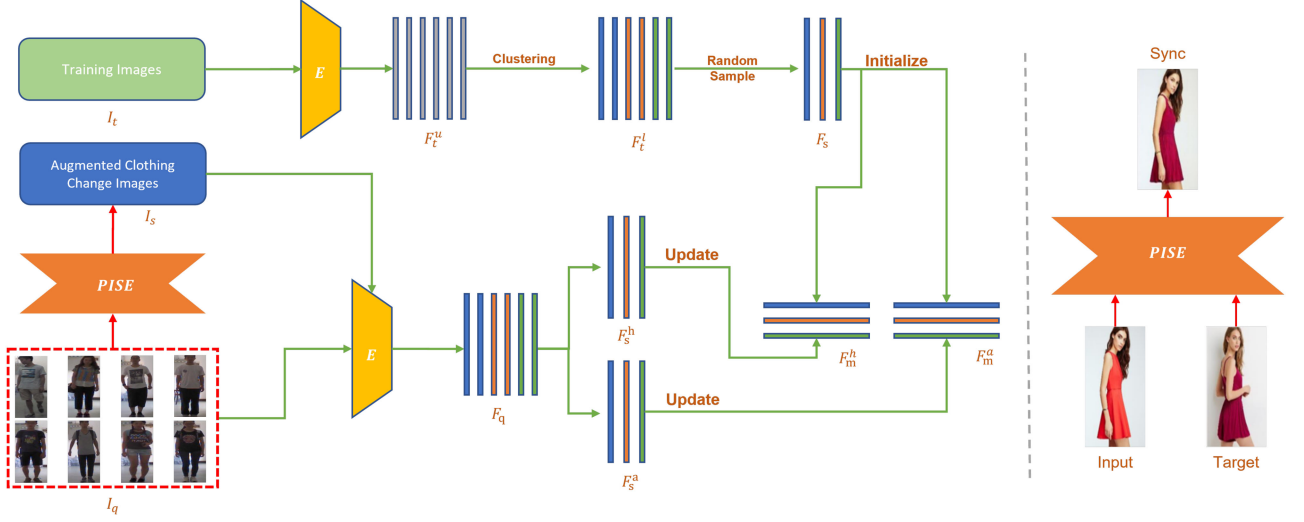 Training Images
I_t
E
F_t^u
Clustering
F_t^l
Random
Sample
F_s
Initialize
Augmented Clothing
Change Images
I_s
PISE
I_q
E
F_q
F_s^h
Update
F_s^a
Update
F_m^h
F_m^a
Sync
PISE
Input
Target